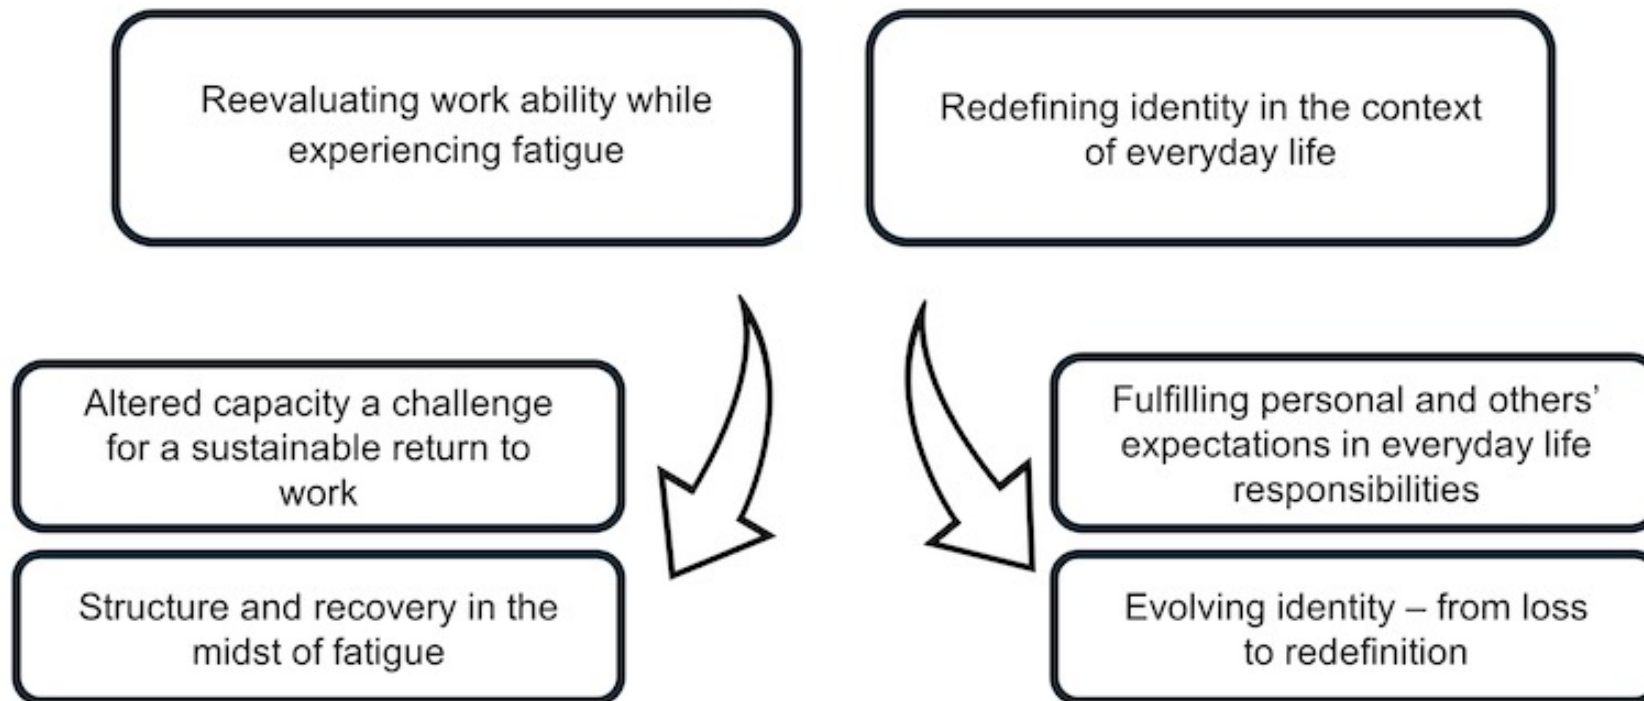 Reevaluating work ability while
experiencing fatigue
Redefining identity in the context
of everyday life
Altered capacity a challenge
for a sustainable return to
work
Structure and recovery in the
midst of fatigue
Fulfilling personal and others’
expectations in everyday life
responsibilities
Evolving identity – from loss
to redefinition